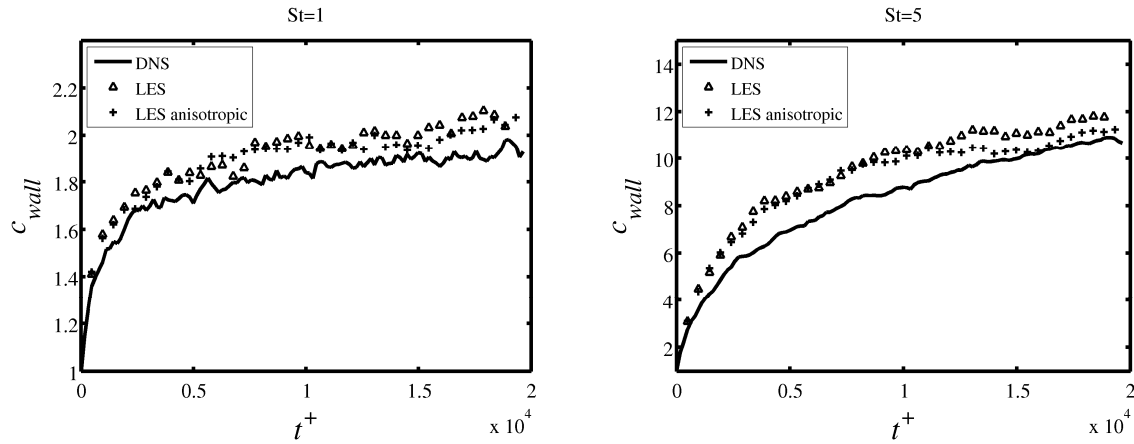 St=1
DNS
LES
LES anisotropic
2.2
2
1.8
1.6
1.4
1.2
1
c wall
0 0.5 1 1.5 2
x 10^4
t^+
St=5
DNS
LES
LES anisotropic
14
12
10
8
6
4
2
c wall
0 0.5 1 1.5 2
x 10^4
t^+